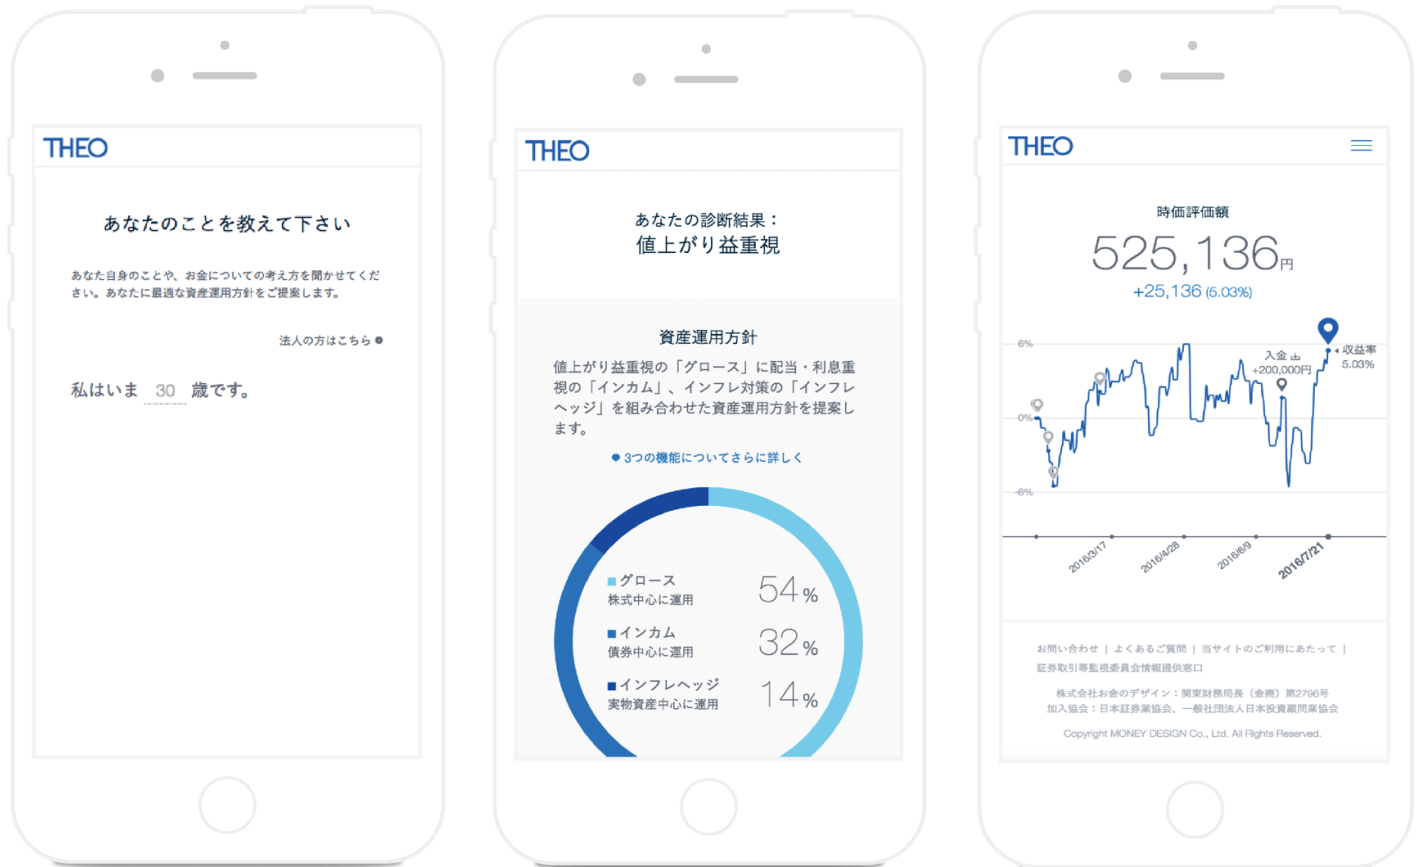 THEO
あなたのことを教えて下さい
あなた自身のことや、お金についての考え方を聞かせてくだ
さい。あなたに最適な資産運用方針をご提案します。
法人の方はこちら
私はいま 30 歳です。
THEO
あなたの診断結果：
値上がり益重視
資産運用方針
値上がり益重視の「グロース」に配当・利息重
視の「インカム」、インフレ対策の「インフレ
ヘッジ」を組み合わせた資産運用方針を提案し
ます。
3つの機能についてさらに詳しく
グロース
株式中心に運用
54%
インカム
債券中心に運用
32%
インフレヘッジ
実物資産中心に運用
14%
THEO
時価評価額
525,136円
+25,136 (5.03%)
6%
0%
-6%
入金
+200,000円
収益率
5.03%
2016/3/17
2016/4/28
2016/6/9
2016/7/21
お問い合わせ | よくあるご質問 | 当サイトのご利用にあたって |
証券取引等監視委員会情報提供窓口
株式会社お金のデザイン：関東財務局長（金商）第2796号
加入協会：日本証券業協会、一般社団法人日本投資顧問業協会
Copyright MONEY DESIGN Co., Ltd. All Rights Reserved.